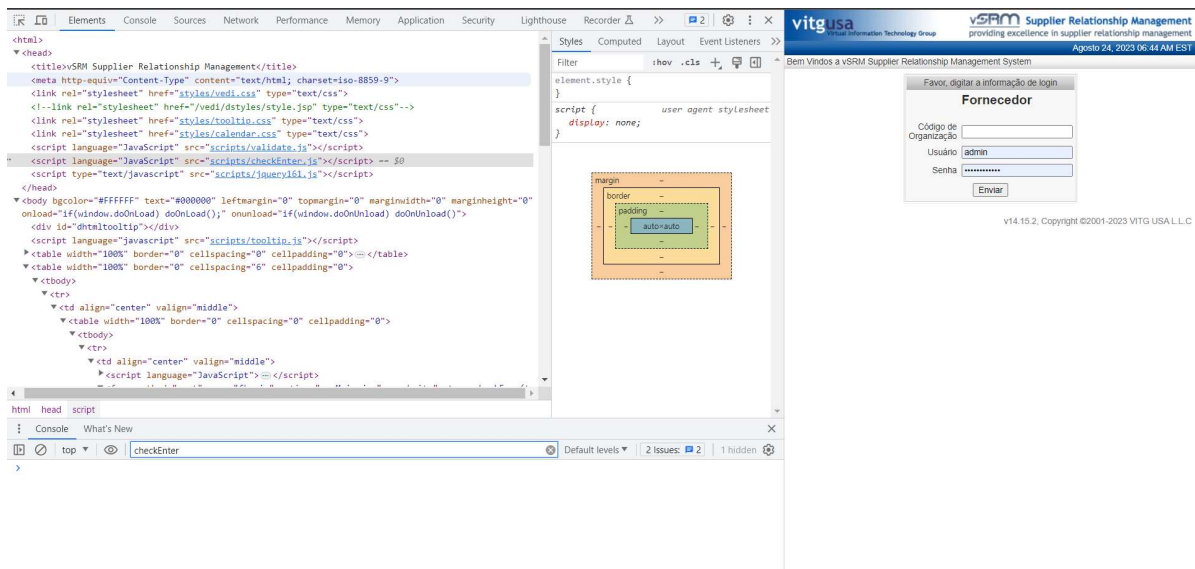 Elements Console Sources Network Performance Memory Application Security Lighthouse Recorder 2
<html>
<head>
<title>vSRM Supplier Relationship Management</title>
<meta http-equiv="Content-Type" content="text/html; charset=iso-8859-9">
<link rel="stylesheet" href="styles/vedi.css" type="text/css">
<!--link rel="stylesheet" href="/vedi/dstyles/style.jsp" type="text/css"-->
<link rel="stylesheet" href="styles/tooltip.css" type="text/css">
<link rel="stylesheet" href="styles/calendar.css" type="text/css">
<script language="JavaScript" src="scripts/validate.js"></script>
<script language="JavaScript" src="scripts/checkEnter.js"></script> == $0
<script type="text/javascript" src="scripts/jquery161.js"></script>
</head>
<body bgcolor="#FFFFFF" text="#000000" leftmargin="0" topmargin="0" marginwidth="0" marginheight="0"
onload="if(window.doOnLoad) doOnLoad();" onunload="if(window.doOnUnload) doOnUnload()">
<div id="dhtmltooltip"></div>
<script language="javascript" src="scripts/tooltip.js"></script>
<table width="100%" border="0" cellspacing="0" cellpadding="0">…</table>
<table width="100%" border="0" cellspacing="6" cellpadding="0">
<tbody>
<tr>
<td align="center" valign="middle">
<table width="100%" border="0" cellspacing="0" cellpadding="0">
<tbody>
<tr>
<td align="center" valign="middle">
<script language="JavaScript">…</script>
html head script
Styles Computed Layout Event Listeners
Filter :hov .cls
element.style {
}
script { user agent stylesheet
display: none;
}
margin -
border -
padding -
- - - auto×auto - - -
-
-
-
Console What's New
top checkEnter Default levels 2 Issues: 2 1 hidden
vitgusa
Virtual Information Technology Group
vSRM Supplier Relationship Management
providing excellence in supplier relationship management
Agosto 24, 2023 06:44 AM EST
Bem Vindos a vSRM Supplier Relationship Management System
Favor, digitar a informação de login
Fornecedor
Código de
Organização
Usuário admin
Senha ••••••••••••
Enviar
v14.15.2, Copyright ©2001-2023 VITG USA L.L.C